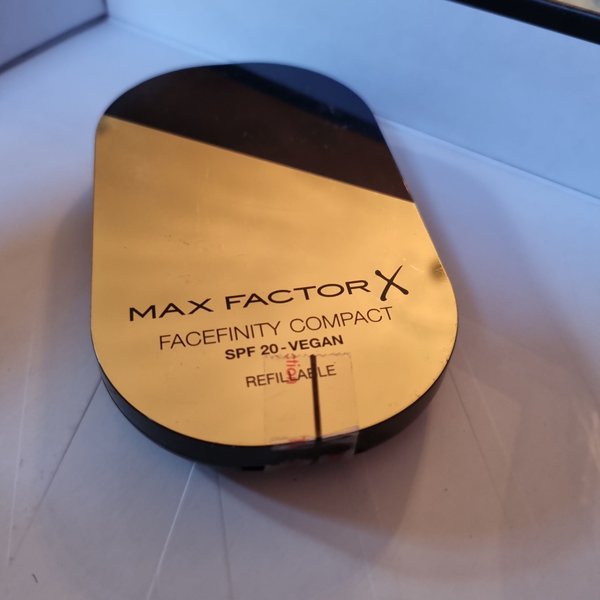 MAX FACTOR X
FACEFINITY COMPACT
SPF 20-VEGAN
REFILLABLE